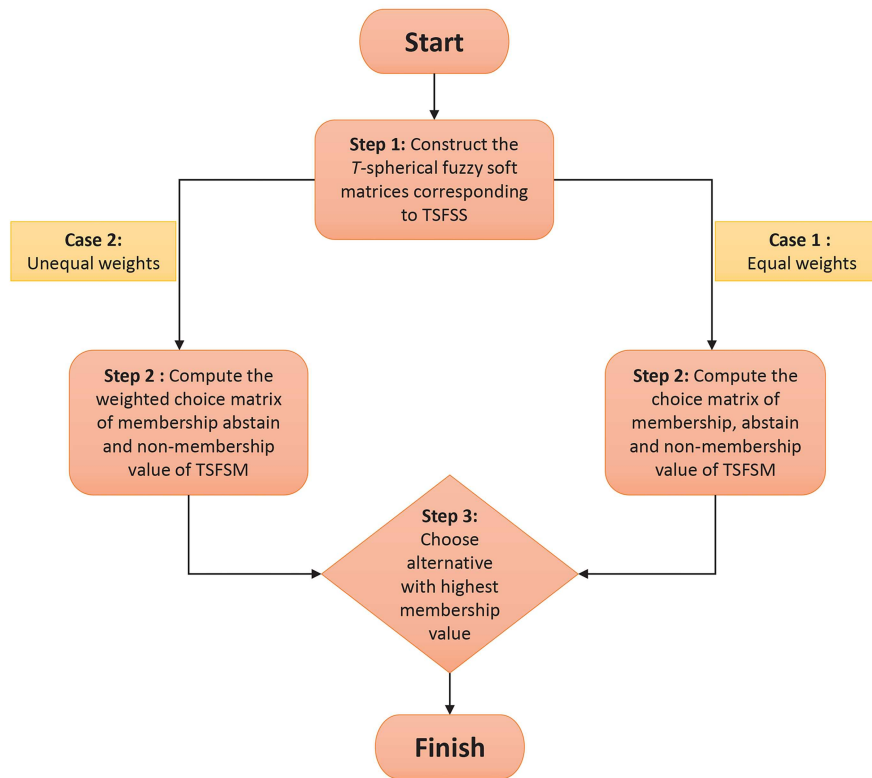 Start
Step 1: Construct the
T-spherical fuzzy soft
matrices corresponding
to TSFSS
Case 2:
Unequal weights
Case 1 :
Equal weights
Step 2 : Compute the
weighted choice matrix
of membership abstain
and non-membership
value of TSFSM
Step 2: Compute the
choice matrix of
membership, abstain
and non-membership
value of TSFSM
Step 3:
Choose
alternative
with highest
membership
value
Finish